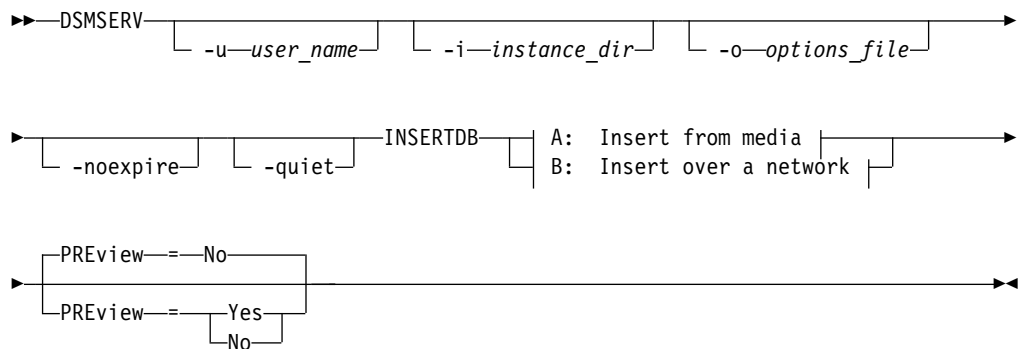 DSMSERV
-u user_name -i instance_dir -o options_file
INSERTDB A: Insert from media
-noexpire -quiet B: Insert over a network
PREview = No
PREview = Yes
No